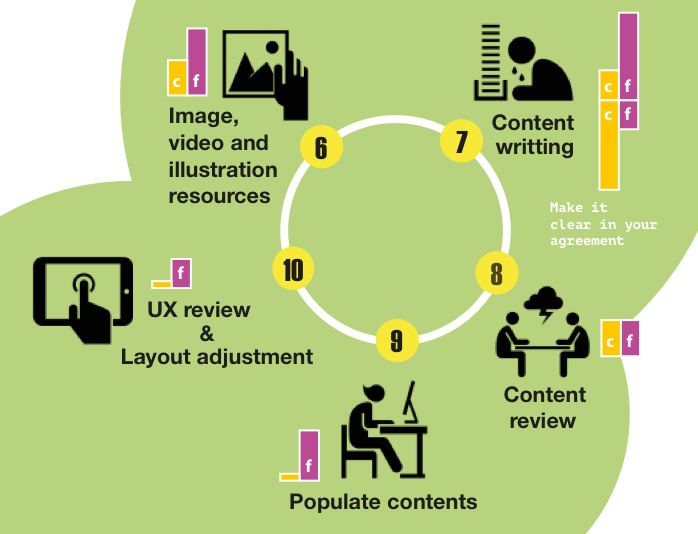 c f
Image,
video and
illustration
resources
6
7
Content
writting
c f
c f
Make it
clear in your
agreement
8
c f
Content
review
9
f
Populate contents
10
f
UX review
&
Layout adjustment